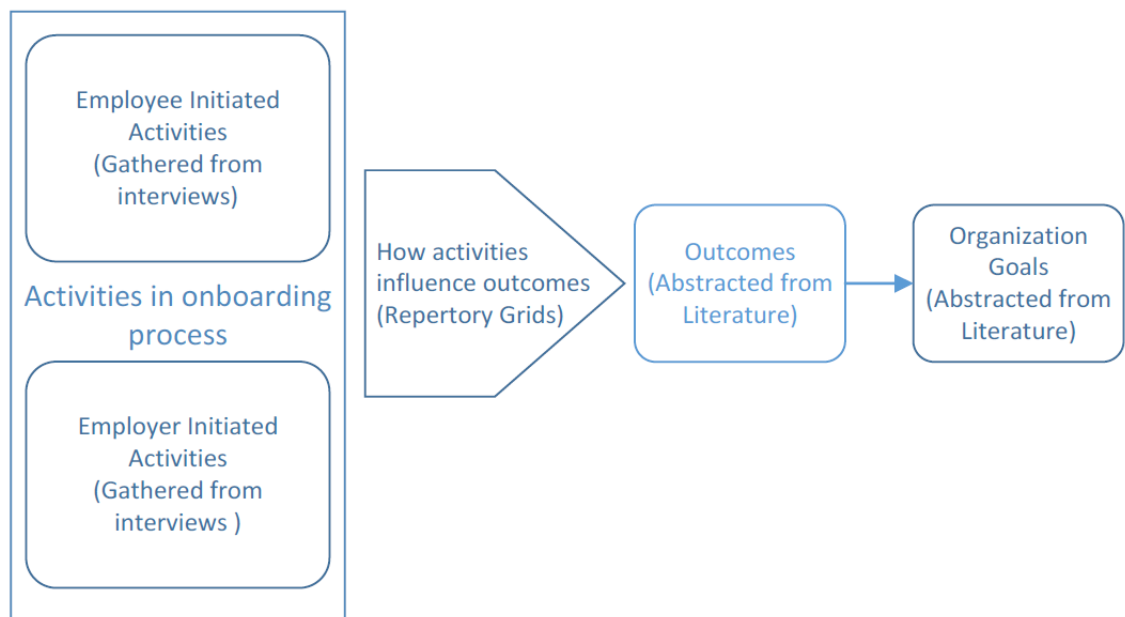 Employee Initiated
Activities
(Gathered from
interviews)
Activities in onboarding
process
Employer Initiated
Activities
(Gathered from
interviews )
How activities
influence outcomes
(Repertory Grids)
Outcomes
(Abstracted from
Literature)
Organization
Goals
(Abstracted from
Literature)